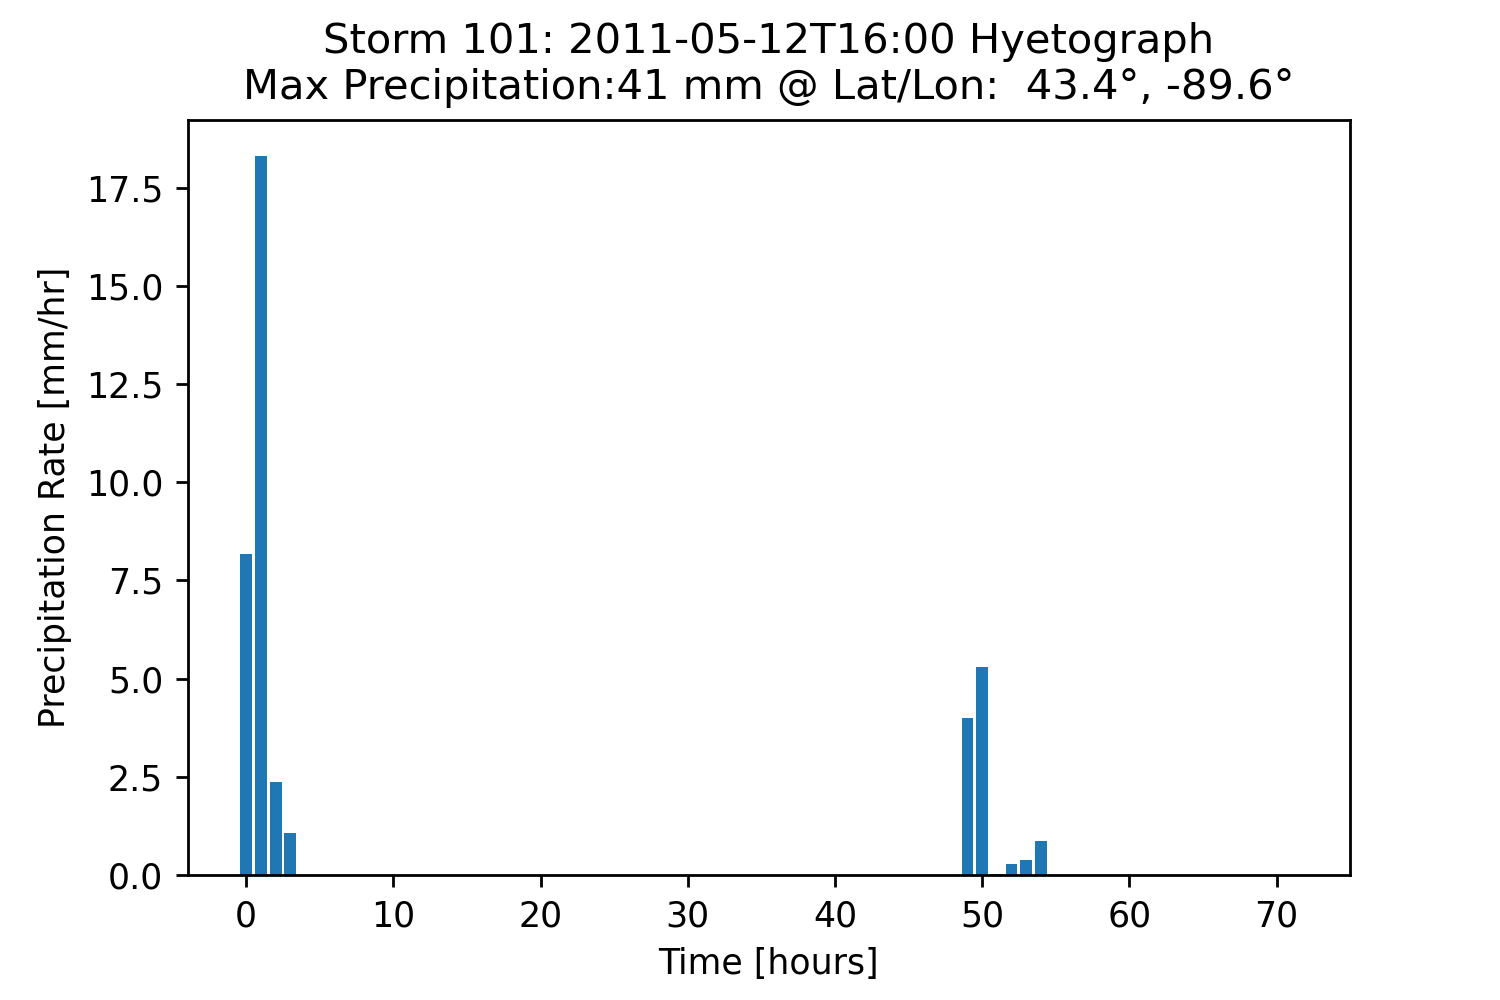 Storm 101: 2011-05-12T16:00 Hyetograph
Max Precipitation:41 mm @ Lat/Lon:  43.4°, -89.6°
Precipitation Rate [mm/hr]
17.5
15.0
12.5
10.0
7.5
5.0
2.5
0.0
0 10 20 30 40 50 60 70
Time [hours]